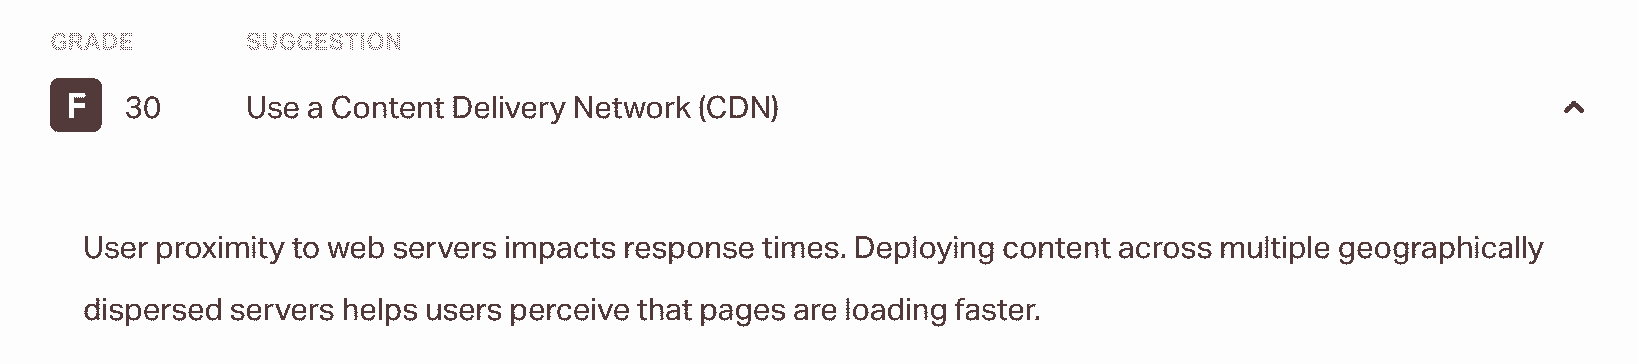 GRADE SUGGESTION
F 30 Use a Content Delivery Network (CDN)
User proximity to web servers impacts response times. Deploying content across multiple geographically
dispersed servers helps users perceive that pages are loading faster.